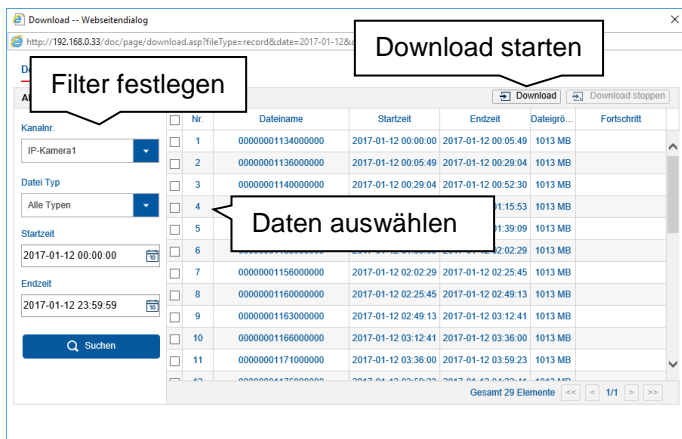 Download -- Webseitendialog
http://192.168.0.33/doc/page/download.asp?fileType=record&date=2017-01-12&
Download starten
Filter festlegen
Download
Download stoppen
Kanalnr.
IP-Kamera1
Datei Typ
Alle Typen
Startzeit
2017-01-12 00:00:00
Endzeit
2017-01-12 23:59:59
Suchen
Nr. Dateiname Startzeit Endzeit Dateigrö... Fortschritt
1 00000001134000000 2017-01-12 00:00:00 2017-01-12 00:05:49 1013 MB
2 00000001136000000 2017-01-12 00:05:49 2017-01-12 00:29:04 1013 MB
3 00000001140000000 2017-01-12 00:29:04 2017-01-12 00:52:30 1013 MB
4 01:15:53 1013 MB
Daten auswählen
5 01:39:09 1013 MB
6 02:02:29 1013 MB
7 00000001156000000 2017-01-12 02:02:29 2017-01-12 02:25:45 1013 MB
8 00000001160000000 2017-01-12 02:25:45 2017-01-12 02:49:13 1013 MB
9 00000001163000000 2017-01-12 02:49:13 2017-01-12 03:12:41 1013 MB
10 00000001166000000 2017-01-12 03:12:41 2017-01-12 03:36:00 1013 MB
11 00000001171000000 2017-01-12 03:36:00 2017-01-12 03:59:23 1013 MB
Gesamt 29 Elemente << < 1/1 > >>